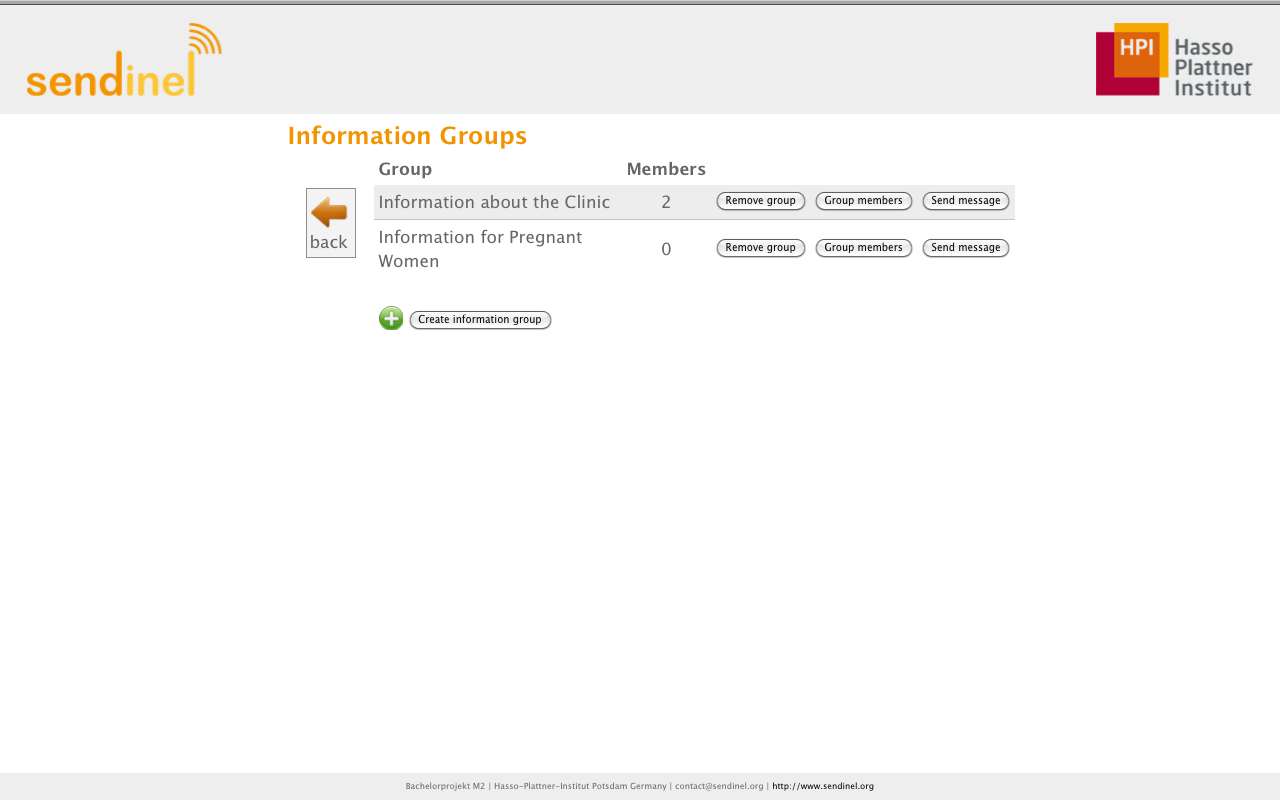 sendinel
HPI
Hasso
Plattner
Institut
Information Groups
Group Members
back
Information about the Clinic 2 Remove group Group members Send message
Information for Pregnant
Women
0 Remove group Group members Send message
Create information group
Bachelorprojekt M2 | Hasso-Plattner-Institut Potsdam Germany | contact@sendinel.org | http://www.sendinel.org